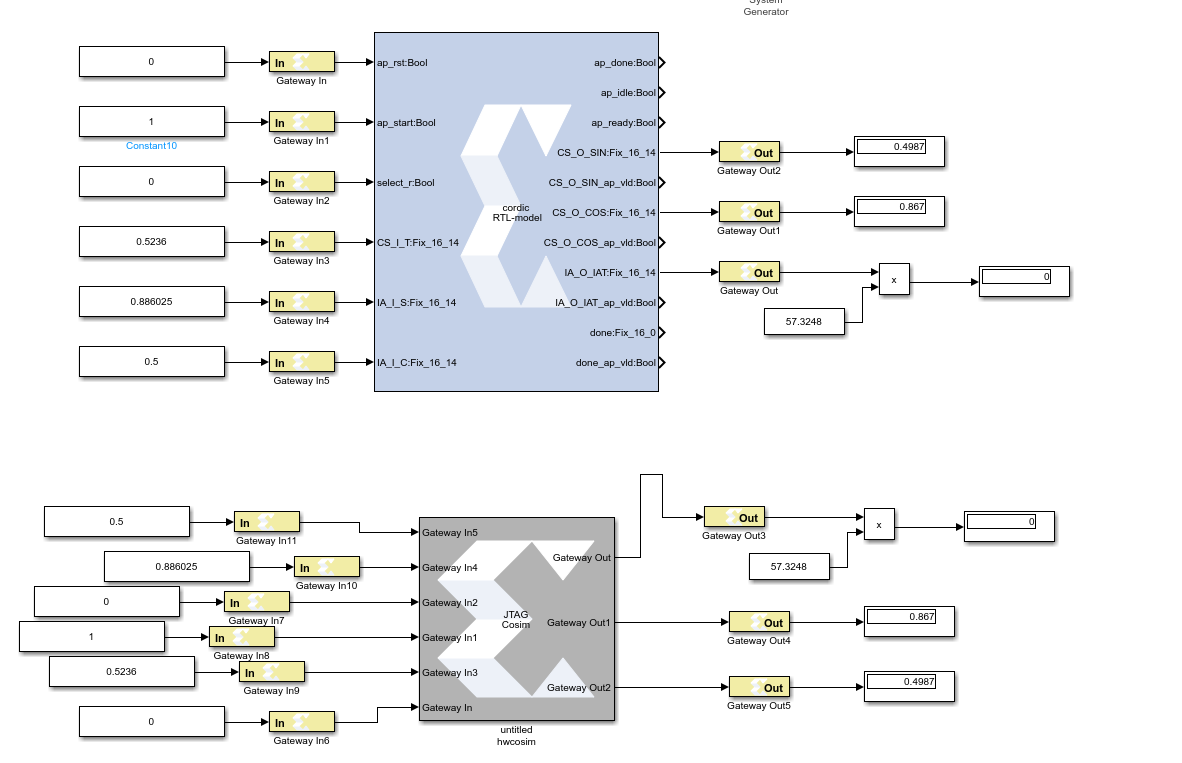 System
Generator
0
In
Gateway In
ap_rst:Bool
ap_done:Bool
ap_idle:Bool
1
Constant10
In
Gateway In1
ap_start:Bool
ap_ready:Bool
CS_O_SIN:Fix_16_14
Out
Gateway Out2
0.4987
0
In
Gateway In2
select_r:Bool
CS_O_SIN_ap_vld:Bool
cordic
RTL-model
CS_O_COS:Fix_16_14
Out
Gateway Out1
0.867
0.5236
In
Gateway In3
CS_I_T:Fix_16_14
CS_O_COS_ap_vld:Bool
IA_O_IAT:Fix_16_14
Out
Gateway Out
x
0
0.886025
In
Gateway In4
IA_I_S:Fix_16_14
IA_O_IAT_ap_vld:Bool
57.3248
done:Fix_16_0
0.5
In
Gateway In5
IA_I_C:Fix_16_14
done_ap_vld:Bool
0.5
In
Gateway In11
Gateway In5
Out
Gateway Out3
x
0
0.886025
In
Gateway In10
Gateway In4
Gateway Out
57.3248
0
In
Gateway In7
Gateway In2
JTAG
Cosim
1
In
Gateway In8
Gateway In1
Gateway Out1
Out
Gateway Out4
0.867
0.5236
In
Gateway In9
Gateway In3
Gateway Out2
Out
Gateway Out5
0.4987
0
In
Gateway In6
Gateway In
untitled
hwcosim